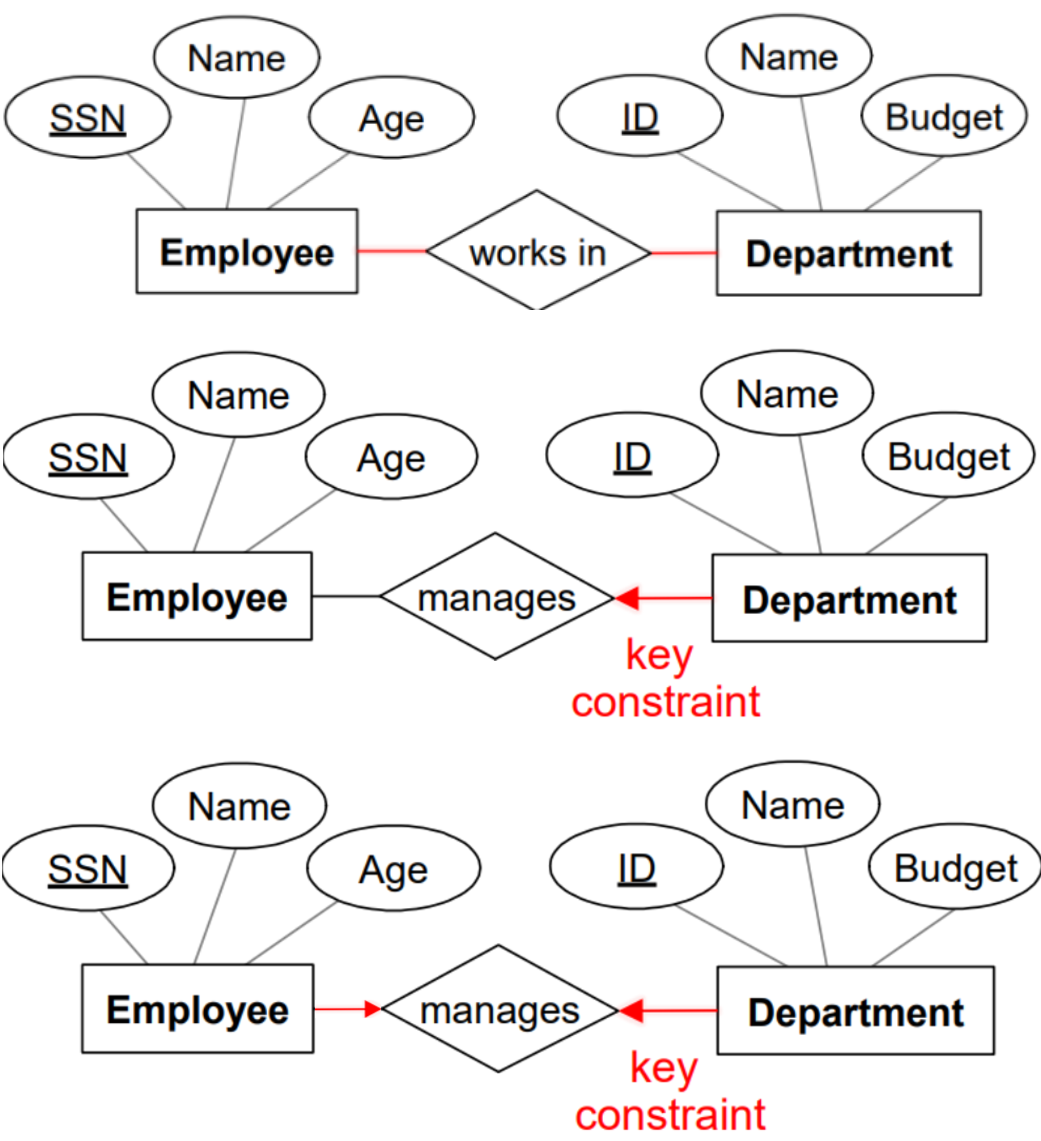 Name
Name
SSN
Age
ID
Budget
Employee
works in
Department
Name
Name
SSN
Age
ID
Budget
Employee
manages
Department
key
constraint
Name
Name
SSN
Age
ID
Budget
Employee
manages
Department
key
constraint